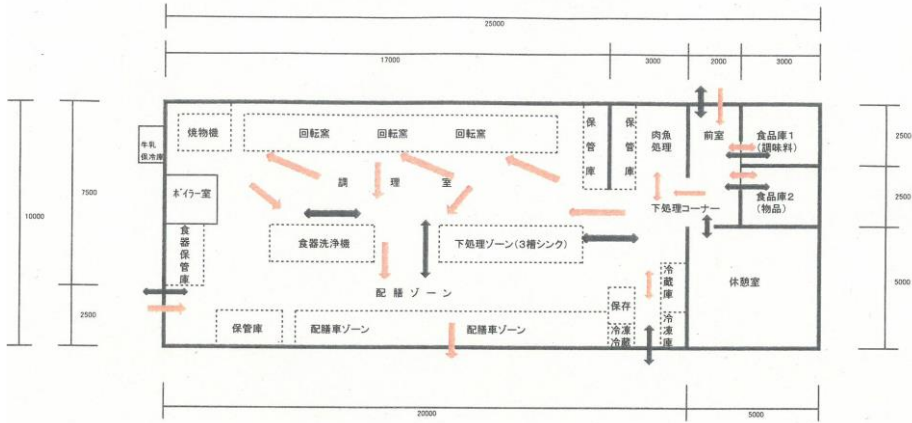 25000
17000
3000
2000
3000
焼物機
回転窯
回転窯
回転窯
保管庫
保管庫
肉魚処理
前室
食品庫1
(調味料)
2500
牛乳
保冷庫
調理室
7500
10000
ボイラー室
下処理コーナー
食品庫2
(物品)
2500
食器保管庫
食器洗浄機
下処理ゾーン(3槽シンク)
配膳ゾーン
冷蔵庫
休憩室
5000
2500
保管庫
配膳車ゾーン
配膳車ゾーン
保存
冷凍
冷蔵
冷凍庫
20000
5000